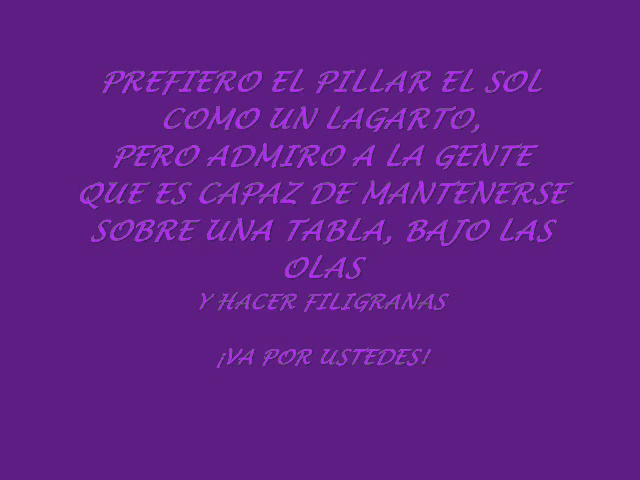 PREFIERO EL PILLAR EL SOL
COMO UN LAGARTO,
PERO ADMIRO A LA GENTE
QUE ES CAPAZ DE MANTENERSE
SOBRE UNA TABLA, BAJO LAS
OLAS
Y HACER FILIGRANAS
¡VA POR USTEDES!